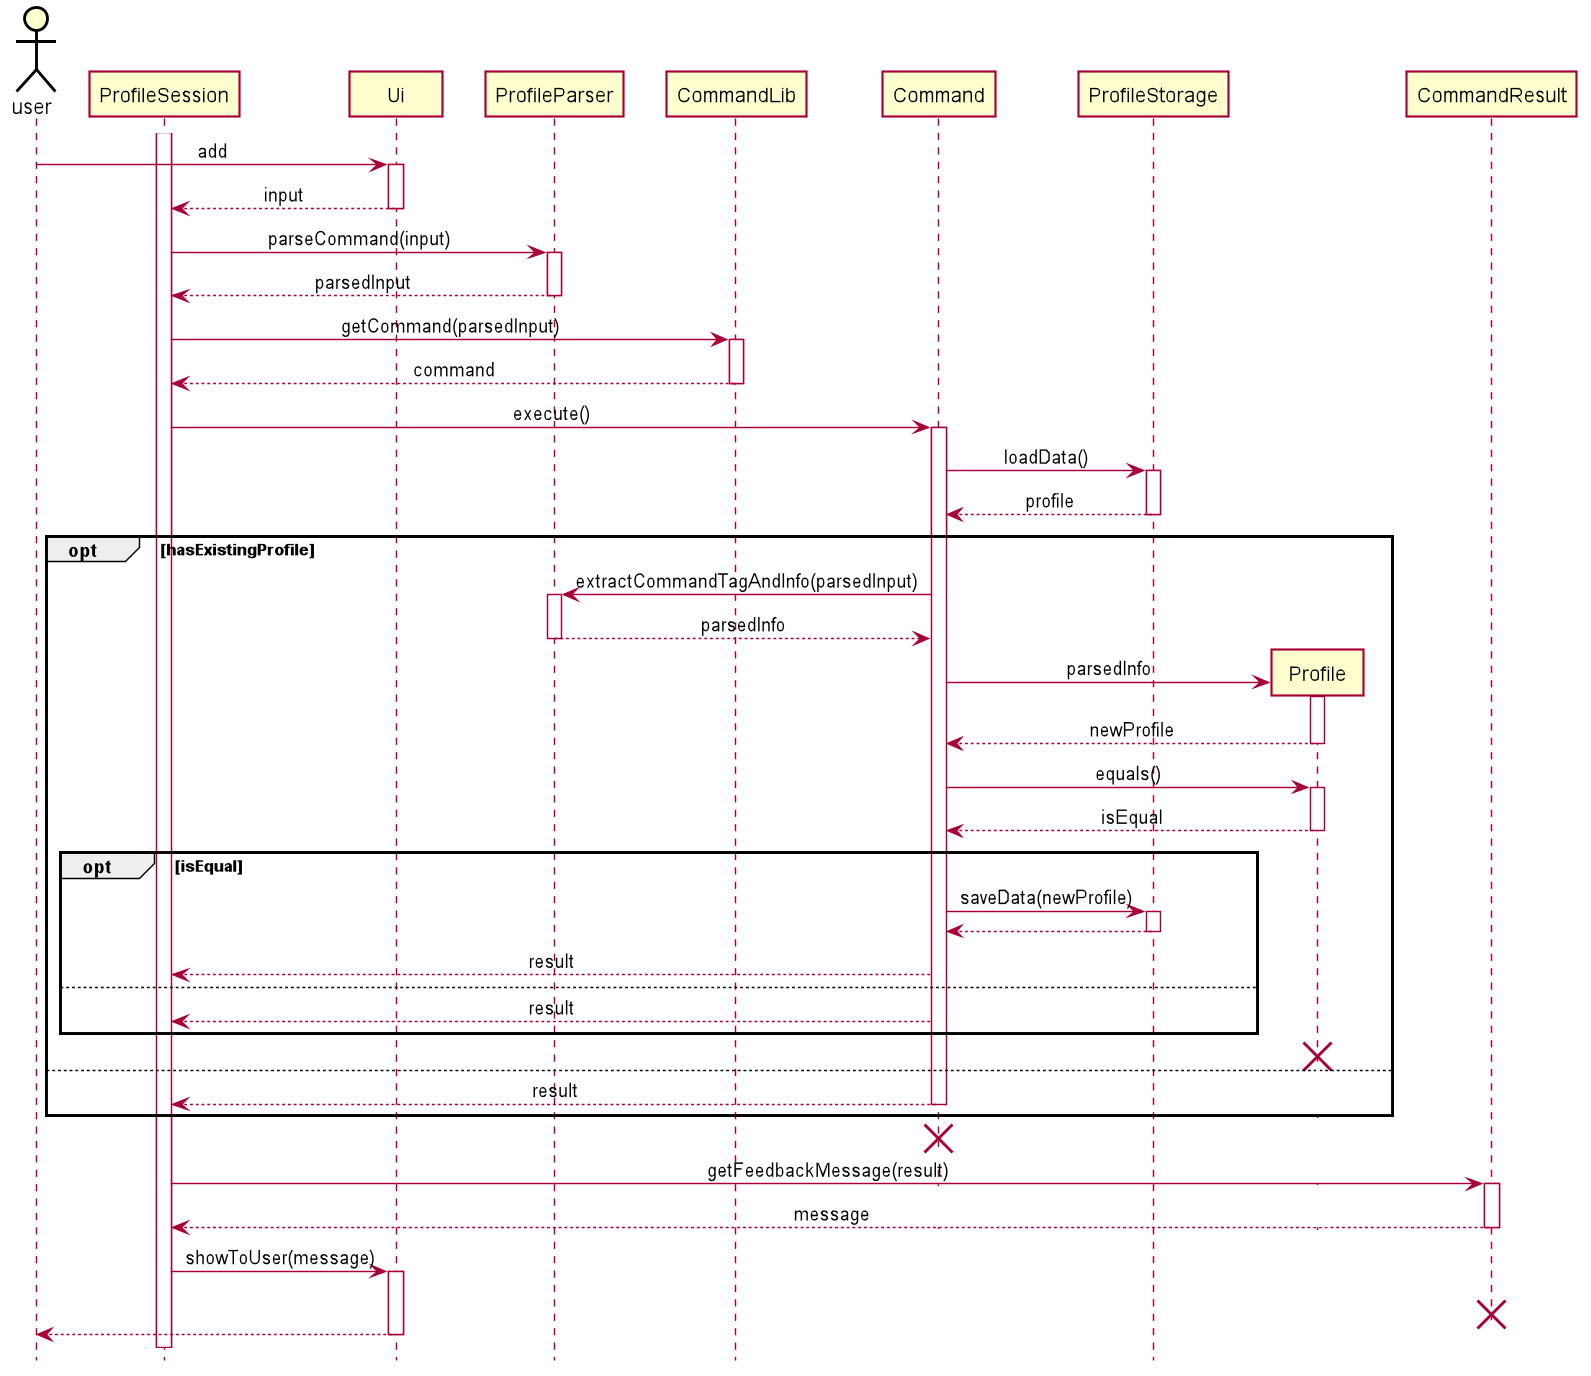 user
ProfileSession
Ui
ProfileParser
CommandLib
Command
ProfileStorage
CommandResult
add
input
parseCommand(input)
parsedInput
getCommand(parsedInput)
command
execute()
loadData()
profile
opt [hasExistingProfile]
extractCommandTagAndInfo(parsedInput)
parsedInfo
parsedInfo
Profile
newProfile
equals()
isEqual
opt [isEqual]
saveData(newProfile)
result
result
result
getFeedbackMessage(result)
message
showToUser(message)